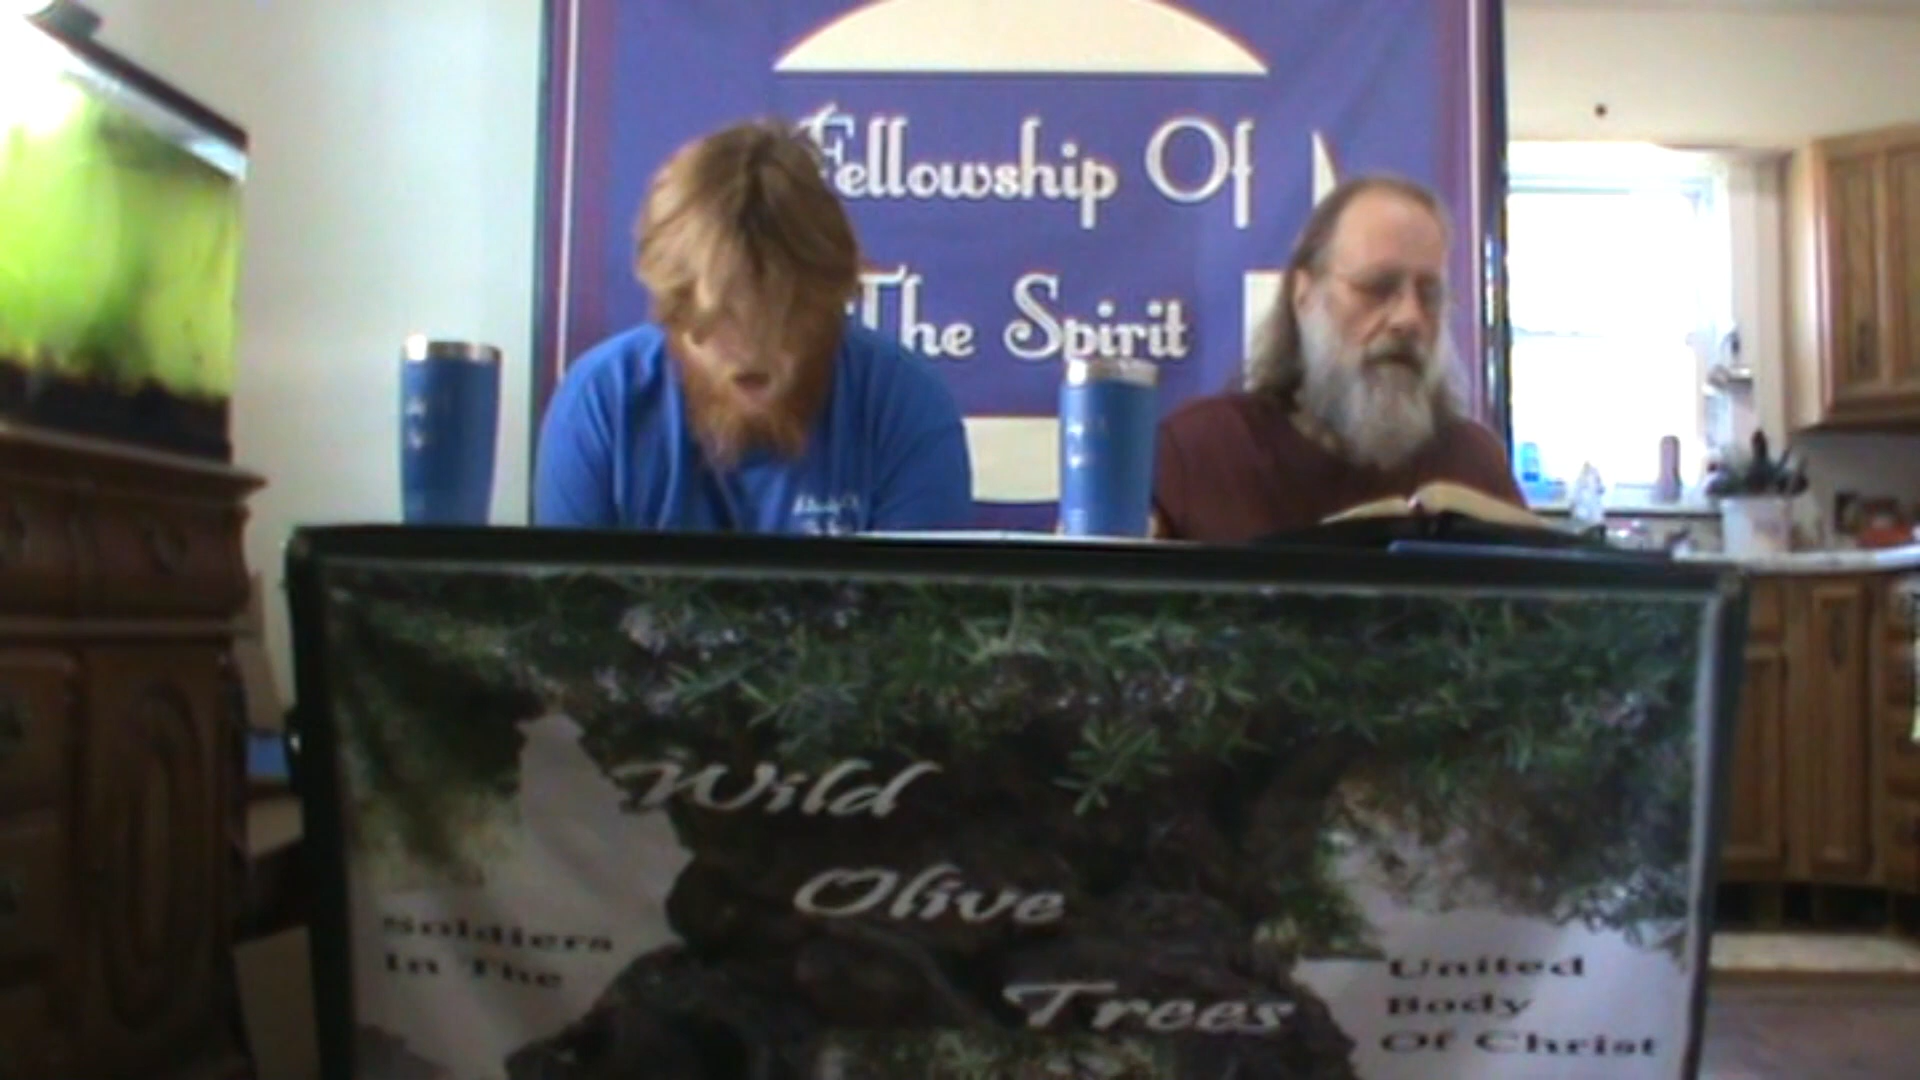 Fellowship Of
The Spirit
Wild
Olive
Trees
Soldiers
In The
United
Body
Of Christ